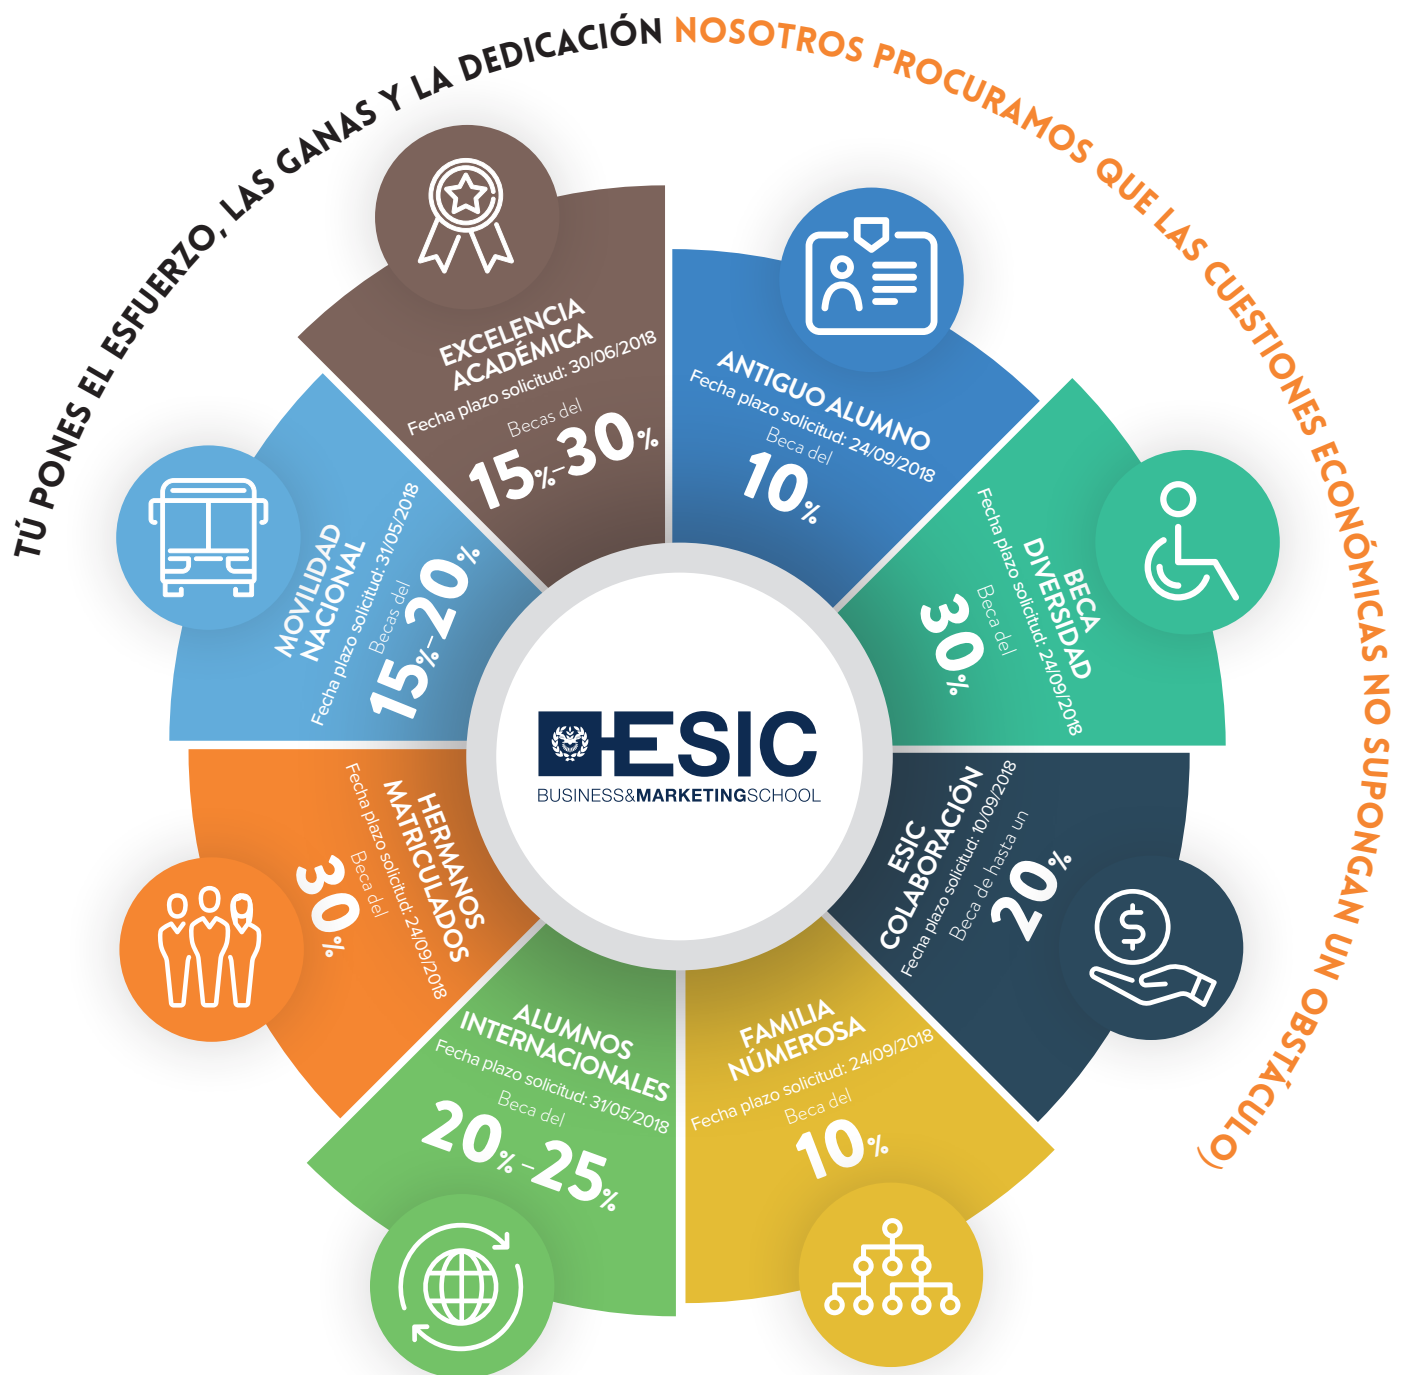 TÚ PONES EL ESFUERZO, LAS GANAS Y LA DEDICACIÓN NOSOTROS PROCURAMOS QUE LAS CUESTIONES ECONÓMICAS NO SUPONGAN UN OBSTÁCULO)
EXCELENCIA
ACADÉMICA
Fecha plazo solicitud: 30/06/2018
Becas del
15%-30%
ANTIGUO ALUMNO
Fecha plazo solicitud: 24/09/2018
Beca del
10%
BECA
DIVERSIDAD
Fecha plazo solicitud: 24/09/2018
Beca del
30%
ESIC
COLABORACIÓN
Fecha plazo solicitud: 10/09/2018
Beca de hasta un
20%
FAMILIA
NÚMEROSA
Fecha plazo solicitud: 24/09/2018
Beca del
10%
ALUMNOS
INTERNACIONALES
Fecha plazo solicitud: 31/05/2018
Beca del
20%-25%
HERMANOS
MATRICULADOS
Fecha plazo solicitud: 24/09/2018
Beca del
30%
MOVILIDAD
NACIONAL
Fecha plazo solicitud: 31/05/2018
Becas del
15%-20%
ESIC
BUSINESS&MARKETINGSCHOOL
$